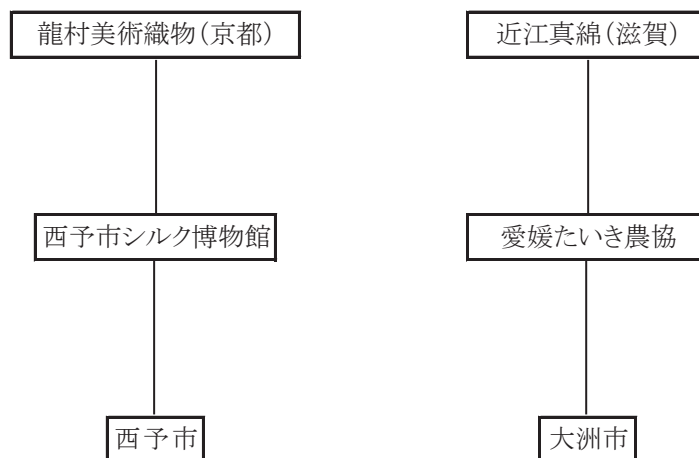 龍村美術織物(京都)
近江真綿(滋賀)
西予市シルク博物館
愛媛たいき農協
西予市
大洲市